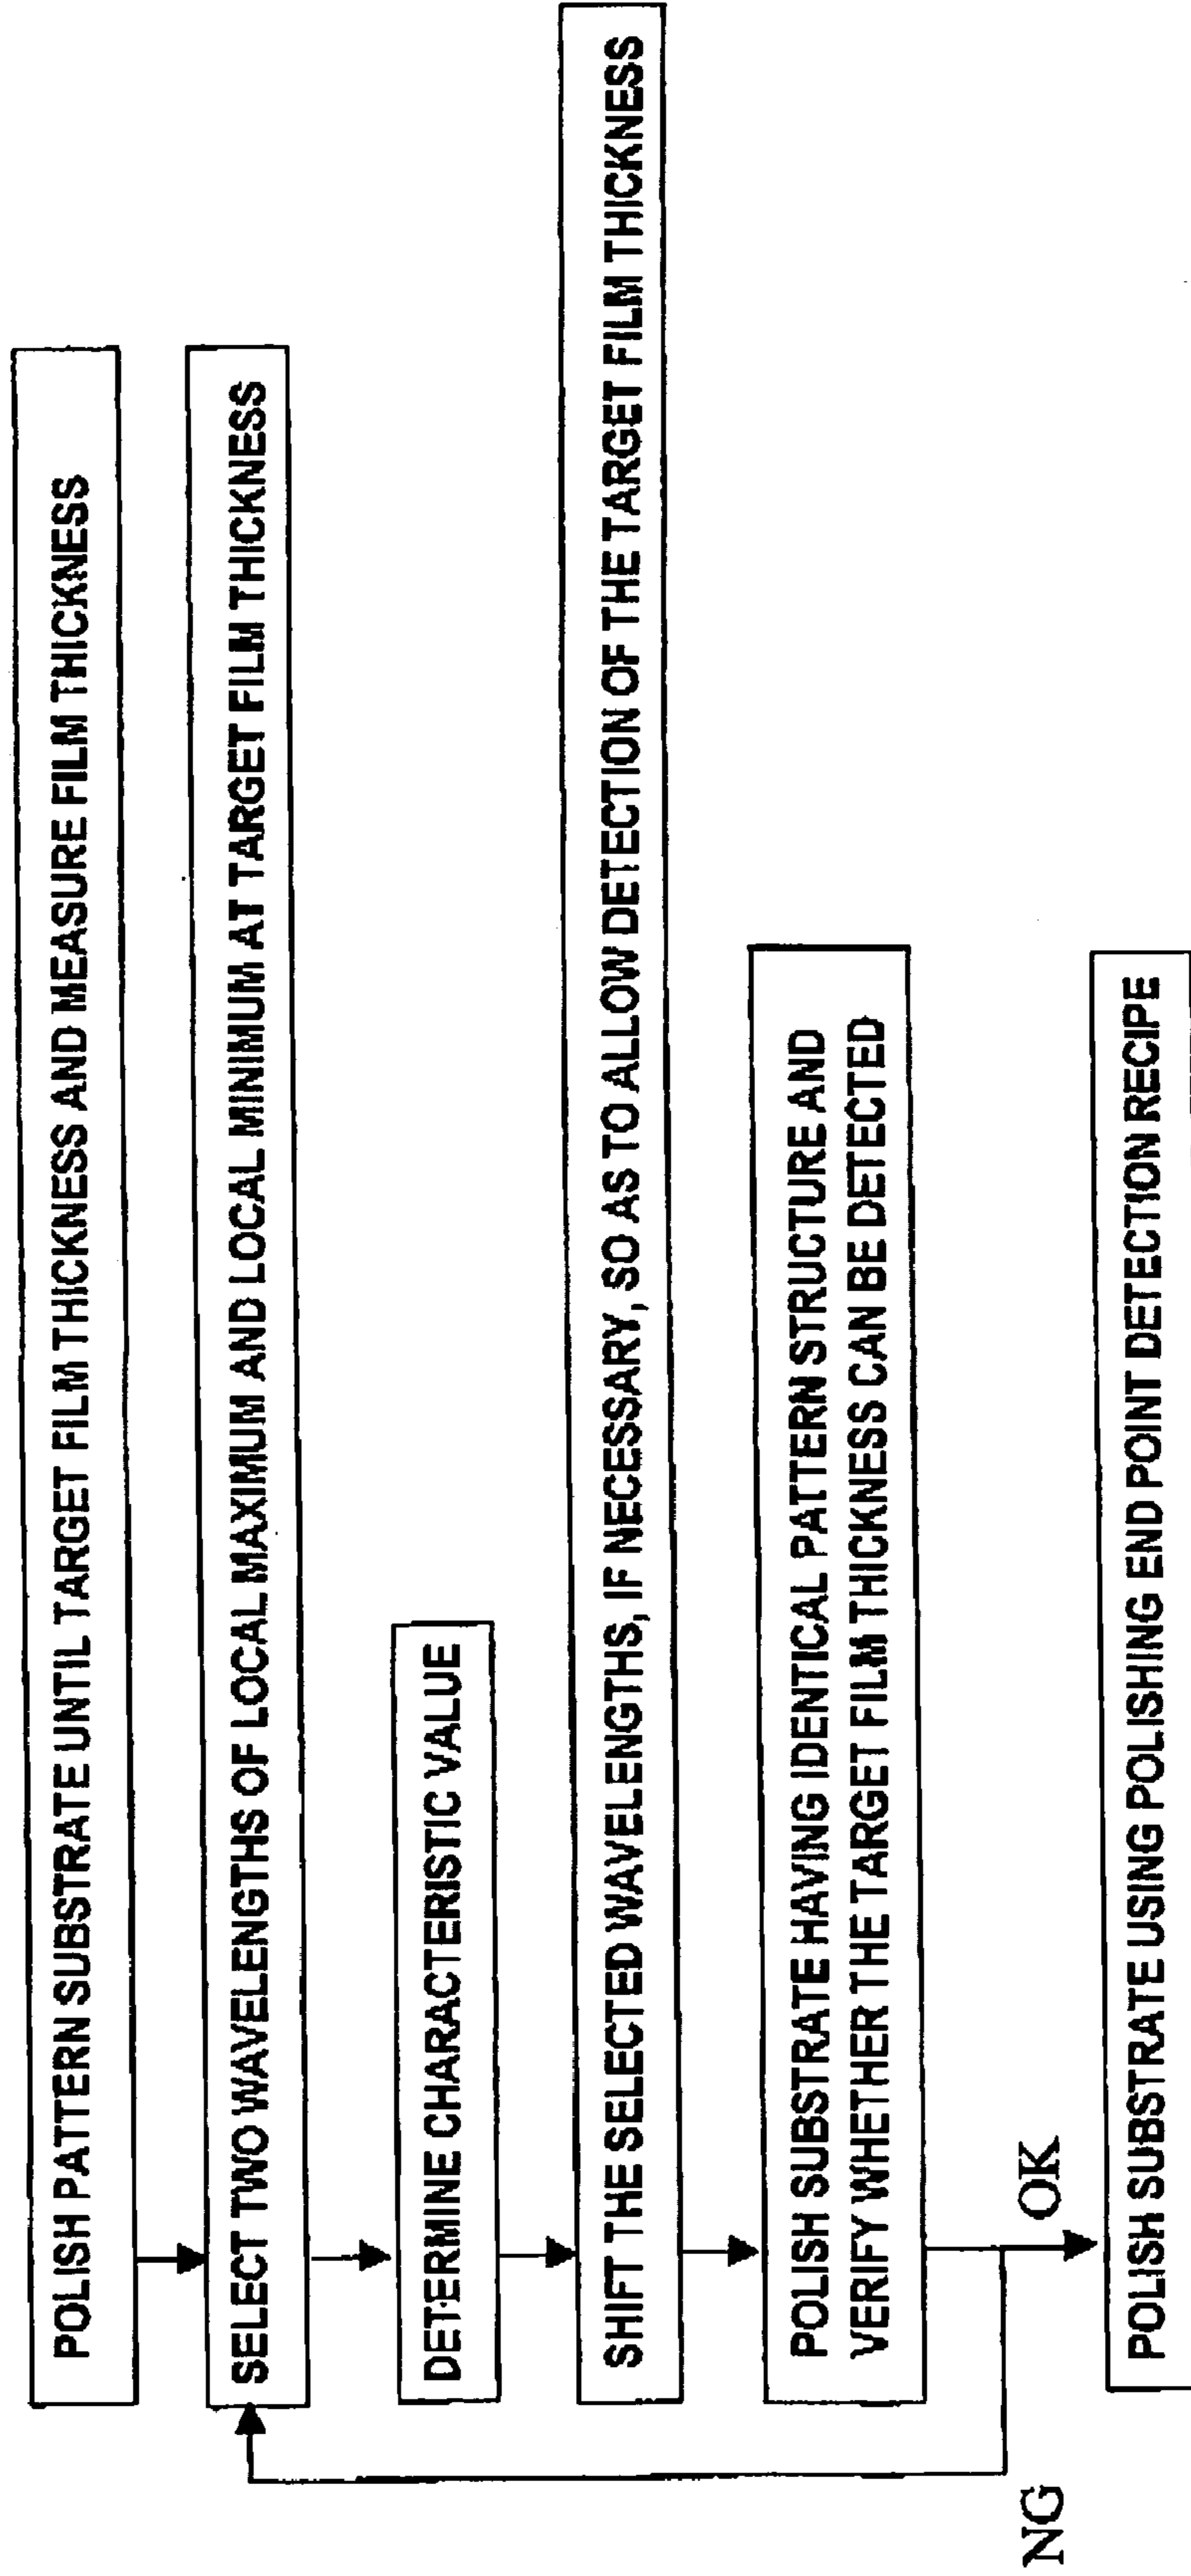 POLISH PATTERN SUBSTRATE UNTIL TARGET FILM THICKNESS AND MEASURE FILM THICKNESS
SELECT TWO WAVELENGTHS OF LOCAL MAXIMUM AND LOCAL MINIMUM AT TARGET FILM THICKNESS
DETERMINE CHARACTERISTIC VALUE
SHIFT THE SELECTED WAVELENGTHS, IF NECESSARY, SO AS TO ALLOW DETECTION OF THE TARGET FILM THICKNESS
POLISH SUBSTRATE HAVING IDENTICAL PATTERN STRUCTURE AND
VERIFY WHETHER THE TARGET FILM THICKNESS CAN BE DETECTED
NG
OK
POLISH SUBSTRATE USING POLISHING END POINT DETECTION RECIPE